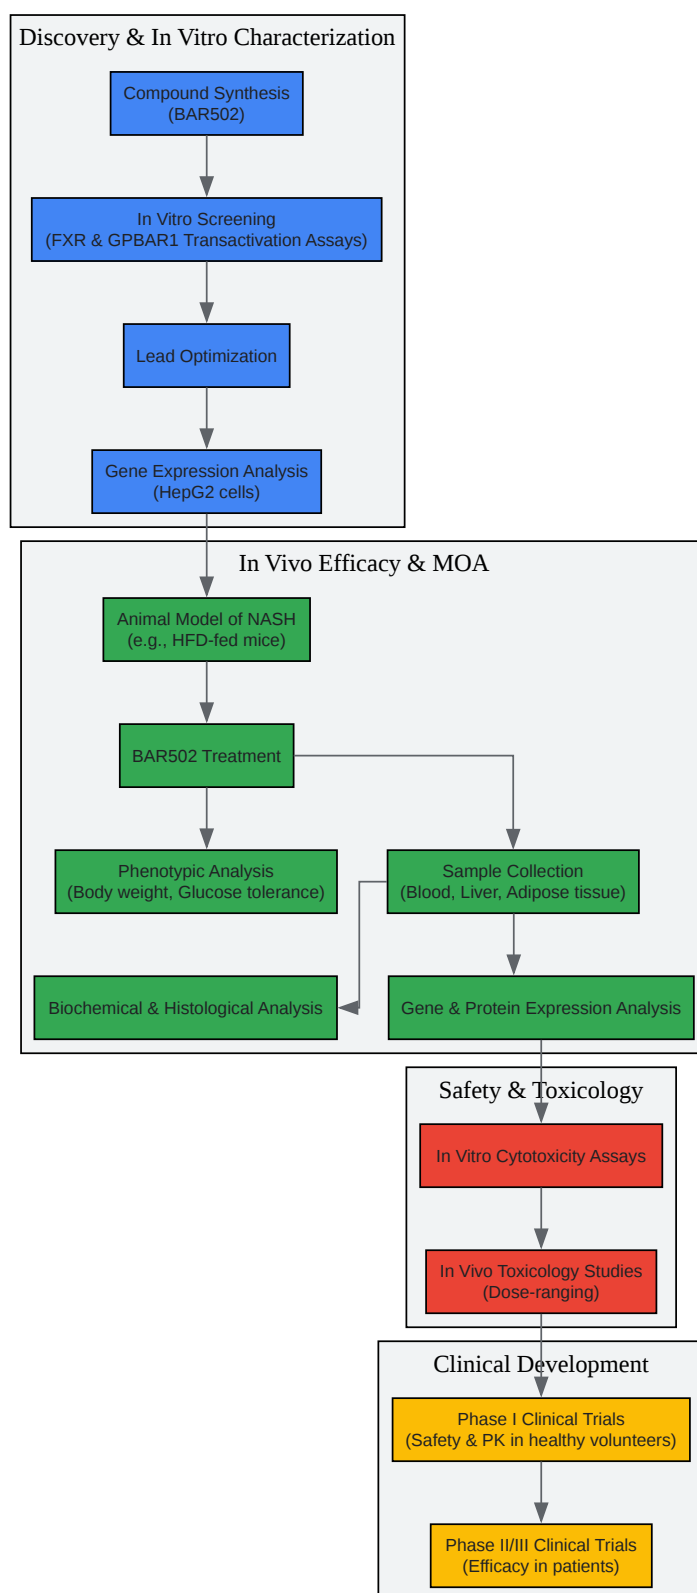 Discovery & In Vitro Characterization
Compound Synthesis
(BAR502)
In Vitro Screening
(FXR & GPBAR1 Transactivation Assays)
Lead Optimization
Gene Expression Analysis
(HepG2 cells)
In Vivo Efficacy & MOA
Animal Model of NASH
(e.g., HFD-fed mice)
BAR502 Treatment
Phenotypic Analysis
(Body weight, Glucose tolerance)
Sample Collection
(Blood, Liver, Adipose tissue)
Biochemical & Histological Analysis
Gene & Protein Expression Analysis
Safety & Toxicology
In Vitro Cytotoxicity Assays
In Vivo Toxicology Studies
(Dose-ranging)
Clinical Development
Phase I Clinical Trials
(Safety & PK in healthy volunteers)
Phase II/III Clinical Trials
(Efficacy in patients)